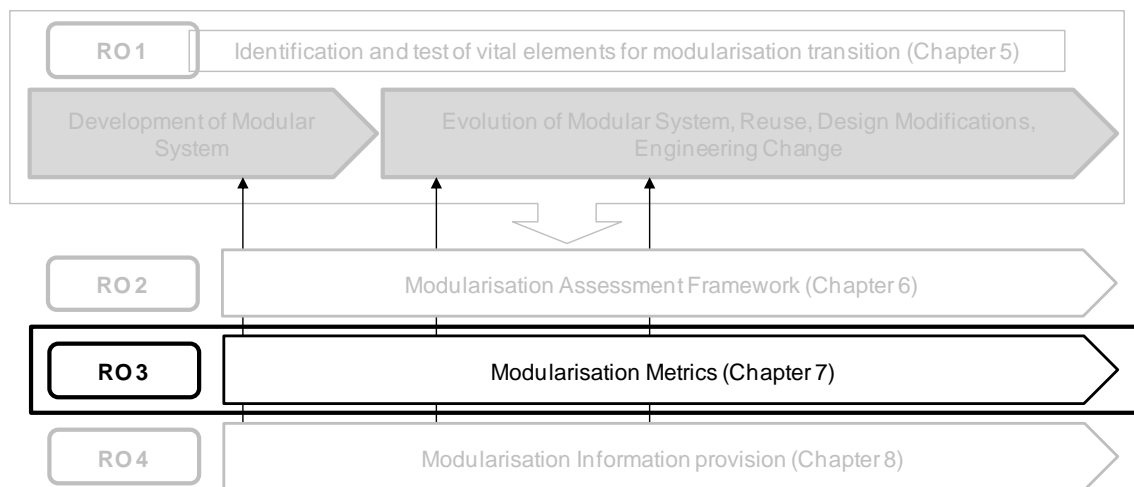 RO1
Identification and test of vital elements for modularisation transition (Chapter 5)
Development of Modular
System
Evolution of Modular System, Reuse, Design Modifications,
Engineering Change
RO2
Modularisation Assessment Framework (Chapter 6)
RO3
Modularisation Metrics (Chapter 7)
RO4
Modularisation Information provision (Chapter 8)